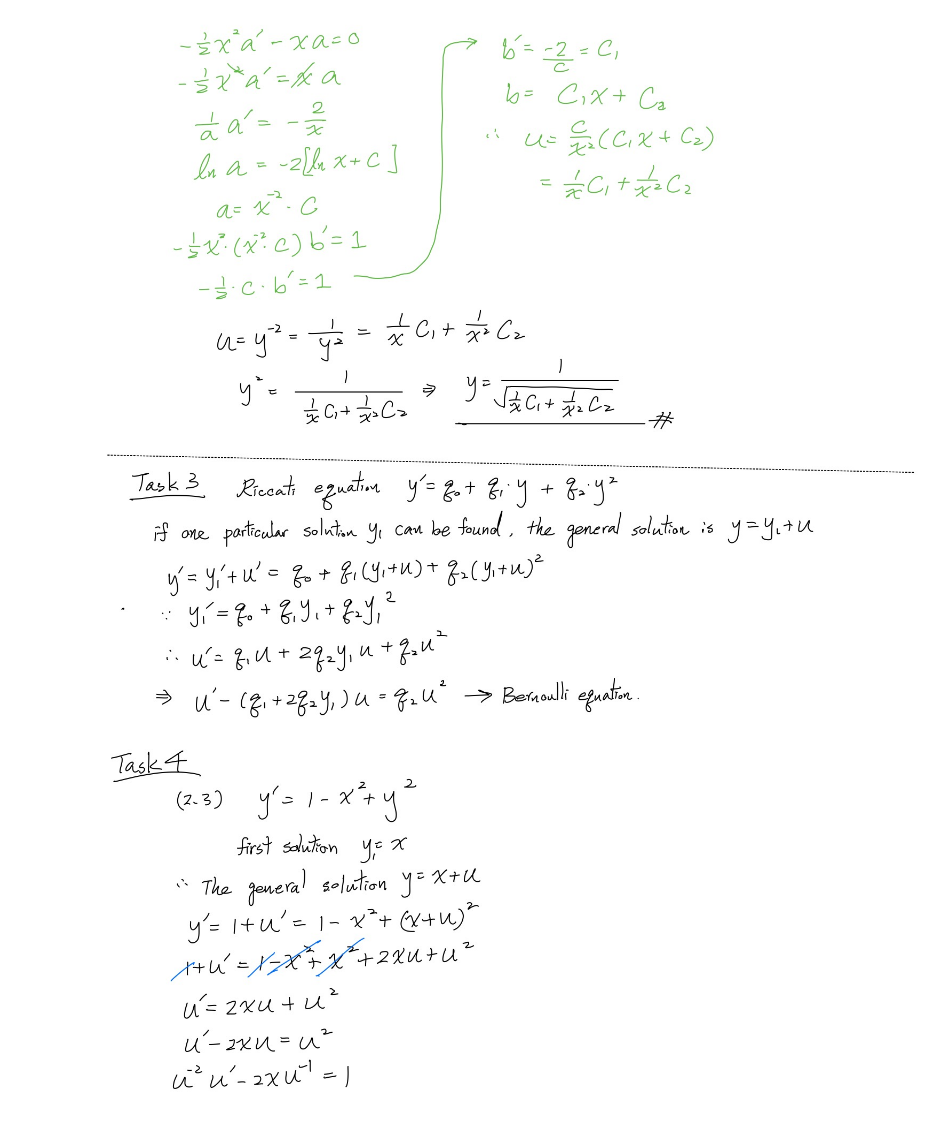 -½x²a' - xa = 0
-½x²a' = x a
1/a a' = -2/x
ln a = -2[ln x + C]
a = x⁻² · C
-½x² · (x⁻² · C) b' = 1
-½ · C · b' = 1
b' = -2/C = C₁
b = C₁x + C₂
∴ u = C/x² (C₁x + C₂)
= 1/x C₁ + 1/x² C₂
u = y⁻² = 1/y² = 1/x C₁ + 1/x² C₂
y² = 1/(1/x C₁ + 1/x² C₂) ⇒ y = 1/√(1/x C₁ + 1/x² C₂) #
Task 3 Riccati equation y' = q₀ + q₁·y + q₂·y²
if one particular solution y₁ can be found, the general solution is y = y₁ + u
y' = y₁' + u' = q₀ + q₁(y₁+u) + q₂(y₁+u)²
∵ y₁' = q₀ + q₁y₁ + q₂y₁²
∴ u' = q₁u + 2q₂y₁u + q₂u²
⇒ u' - (q₁ + 2q₂y₁)u = q₂u² → Bernoulli equation.
Task 4
(2.3) y' = 1 - x² + y²
first solution y₁ = x
∴ The general solution y = x + u
y' = 1 + u' = 1 - x² + (x+u)²
1 + u' = 1 - x² + x² + 2xu + u²
u' = 2xu + u²
u' - 2xu = u²
u⁻² u' - 2xu⁻¹ = 1